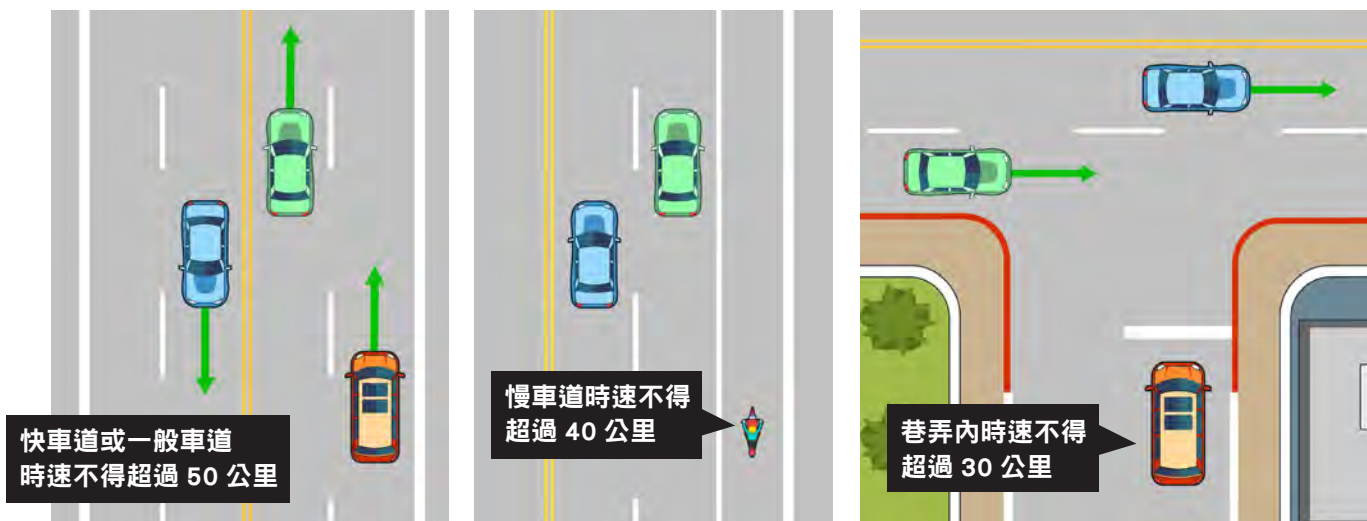 快車道或一般車道
時速不得超過 50 公里
慢車道時速不得
超過 40 公里
巷弄內時速不得
超過 30 公里